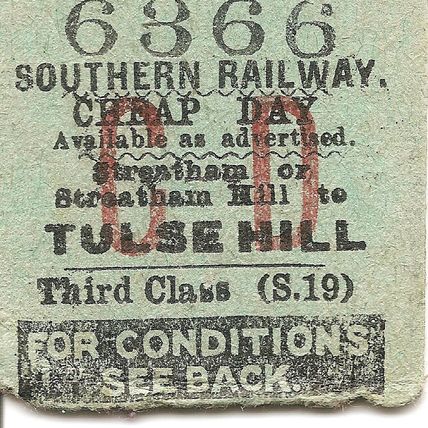 6366
SOUTHERN RAILWAY.
CHEAP DAY
Available as advertised.
Streatham or
Streatham Hill to
TULSE HILL
Third Class (S.19)
FOR CONDITIONS
SEE BACK.
C D